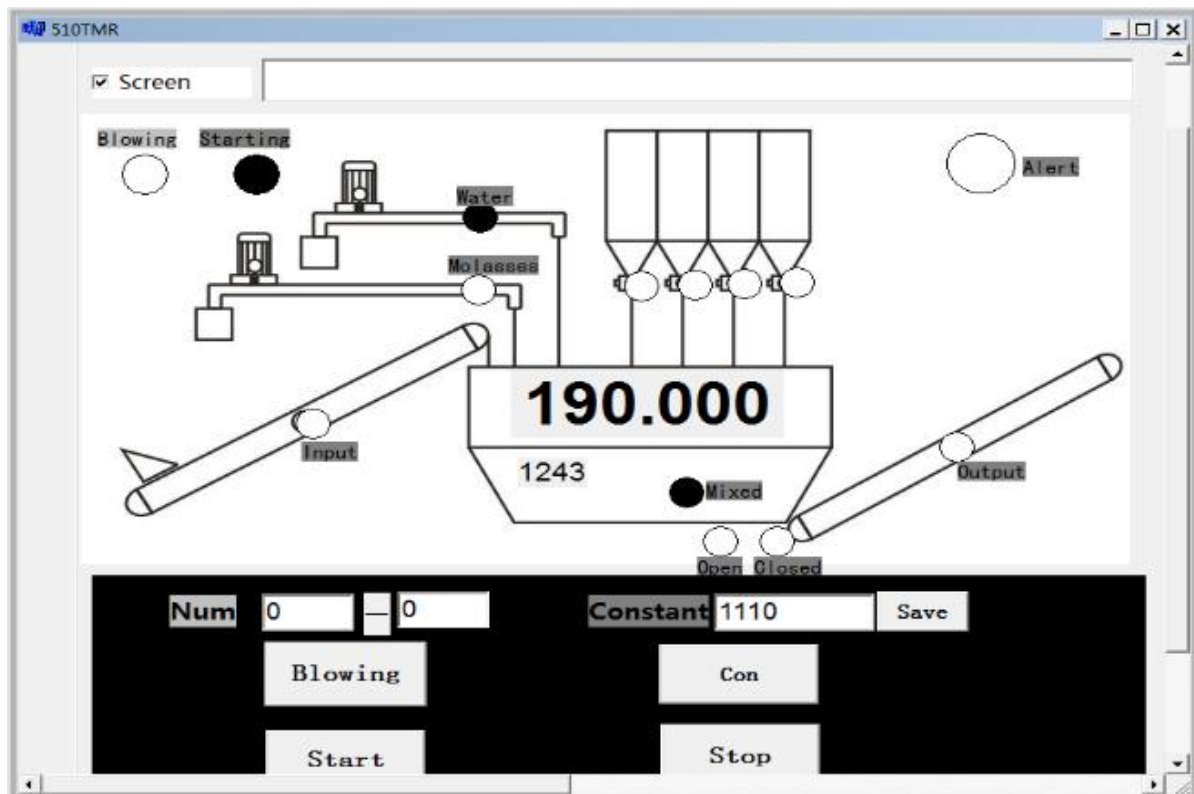 510TMR
Screen
Blowing Starting
Alert
Water
Molasses
190.000
Input
1243
Output
Mixed
Open Closed
Num 0 — 0 Constant 1110 Save
Blowing Con
Start Stop